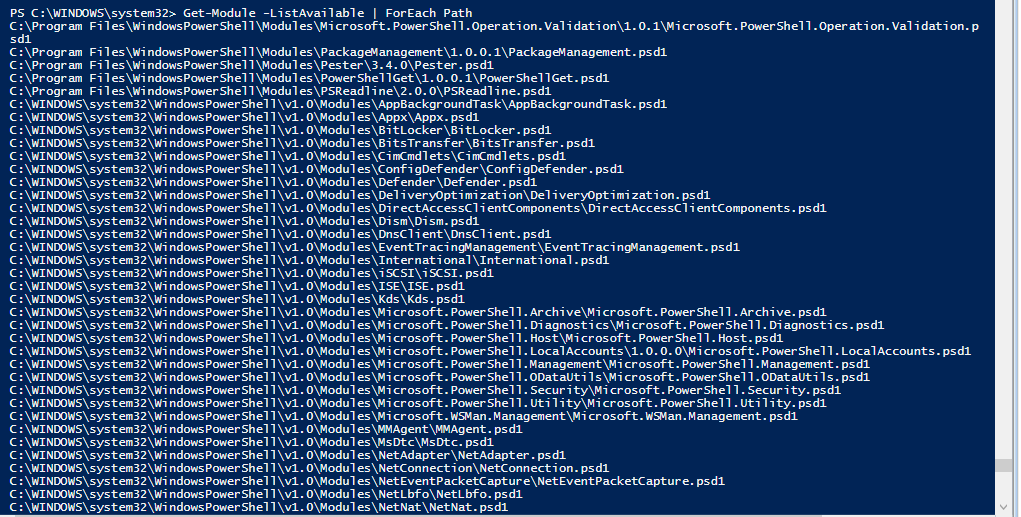 PS C:\WINDOWS\system32> Get-Module -ListAvailable | ForEach Path
C:\Program Files\WindowsPowerShell\Modules\Microsoft.PowerShell.Operation.Validation\1.0.1\Microsoft.PowerShell.Operation.Validation.p
sd1
C:\Program Files\WindowsPowerShell\Modules\PackageManagement\1.0.0.1\PackageManagement.psd1
C:\Program Files\WindowsPowerShell\Modules\Pester\3.4.0\Pester.psd1
C:\Program Files\WindowsPowerShell\Modules\PowerShellGet\1.0.0.1\PowerShellGet.psd1
C:\Program Files\WindowsPowerShell\Modules\PSReadline\2.0.0\PSReadline.psd1
C:\WINDOWS\system32\WindowsPowerShell\v1.0\Modules\AppBackgroundTask\AppBackgroundTask.psd1
C:\WINDOWS\system32\WindowsPowerShell\v1.0\Modules\Appx\Appx.psd1
C:\WINDOWS\system32\WindowsPowerShell\v1.0\Modules\BitLocker\BitLocker.psd1
C:\WINDOWS\system32\WindowsPowerShell\v1.0\Modules\BitsTransfer\BitsTransfer.psd1
C:\WINDOWS\system32\WindowsPowerShell\v1.0\Modules\CimCmdlets\CimCmdlets.psd1
C:\WINDOWS\system32\WindowsPowerShell\v1.0\Modules\ConfigDefender\ConfigDefender.psd1
C:\WINDOWS\system32\WindowsPowerShell\v1.0\Modules\Defender\Defender.psd1
C:\WINDOWS\system32\WindowsPowerShell\v1.0\Modules\DeliveryOptimization\DeliveryOptimization.psd1
C:\WINDOWS\system32\WindowsPowerShell\v1.0\Modules\DirectAccessClientComponents\DirectAccessClientComponents.psd1
C:\WINDOWS\system32\WindowsPowerShell\v1.0\Modules\Dism\Dism.psd1
C:\WINDOWS\system32\WindowsPowerShell\v1.0\Modules\DnsClient\DnsClient.psd1
C:\WINDOWS\system32\WindowsPowerShell\v1.0\Modules\EventTracingManagement\EventTracingManagement.psd1
C:\WINDOWS\system32\WindowsPowerShell\v1.0\Modules\International\International.psd1
C:\WINDOWS\system32\WindowsPowerShell\v1.0\Modules\iSCSI\iSCSI.psd1
C:\WINDOWS\system32\WindowsPowerShell\v1.0\Modules\ISE\ISE.psd1
C:\WINDOWS\system32\WindowsPowerShell\v1.0\Modules\Kds\Kds.psd1
C:\WINDOWS\system32\WindowsPowerShell\v1.0\Modules\Microsoft.PowerShell.Archive\Microsoft.PowerShell.Archive.psd1
C:\WINDOWS\system32\WindowsPowerShell\v1.0\Modules\Microsoft.PowerShell.Diagnostics\Microsoft.PowerShell.Diagnostics.psd1
C:\WINDOWS\system32\WindowsPowerShell\v1.0\Modules\Microsoft.PowerShell.Host\Microsoft.PowerShell.Host.psd1
C:\WINDOWS\system32\WindowsPowerShell\v1.0\Modules\Microsoft.PowerShell.LocalAccounts\1.0.0.0\Microsoft.PowerShell.LocalAccounts.psd1
C:\WINDOWS\system32\WindowsPowerShell\v1.0\Modules\Microsoft.PowerShell.Management\Microsoft.PowerShell.Management.psd1
C:\WINDOWS\system32\WindowsPowerShell\v1.0\Modules\Microsoft.PowerShell.ODataUtils\Microsoft.PowerShell.ODataUtils.psd1
C:\WINDOWS\system32\WindowsPowerShell\v1.0\Modules\Microsoft.PowerShell.Security\Microsoft.PowerShell.Security.psd1
C:\WINDOWS\system32\WindowsPowerShell\v1.0\Modules\Microsoft.PowerShell.Utility\Microsoft.PowerShell.Utility.psd1
C:\WINDOWS\system32\WindowsPowerShell\v1.0\Modules\Microsoft.WSMan.Management\Microsoft.WSMan.Management.psd1
C:\WINDOWS\system32\WindowsPowerShell\v1.0\Modules\MMAgent\MMAgent.psd1
C:\WINDOWS\system32\WindowsPowerShell\v1.0\Modules\MsDtc\MsDtc.psd1
C:\WINDOWS\system32\WindowsPowerShell\v1.0\Modules\NetAdapter\NetAdapter.psd1
C:\WINDOWS\system32\WindowsPowerShell\v1.0\Modules\NetConnection\NetConnection.psd1
C:\WINDOWS\system32\WindowsPowerShell\v1.0\Modules\NetEventPacketCapture\NetEventPacketCapture.psd1
C:\WINDOWS\system32\WindowsPowerShell\v1.0\Modules\NetLbfo\NetLbfo.psd1
C:\WINDOWS\system32\WindowsPowerShell\v1.0\Modules\NetNat\NetNat.psd1